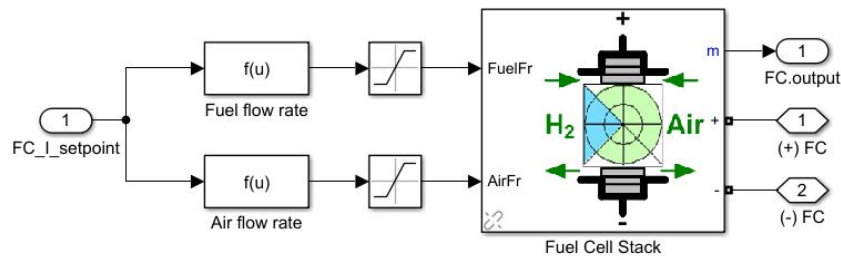 1
FC_I_setpoint
f(u)
Fuel flow rate
f(u)
Air flow rate
FuelFr
AirFr
+
H2
Air
-
Fuel Cell Stack
m
+
-
1
FC.output
1
(+) FC
2
(-) FC